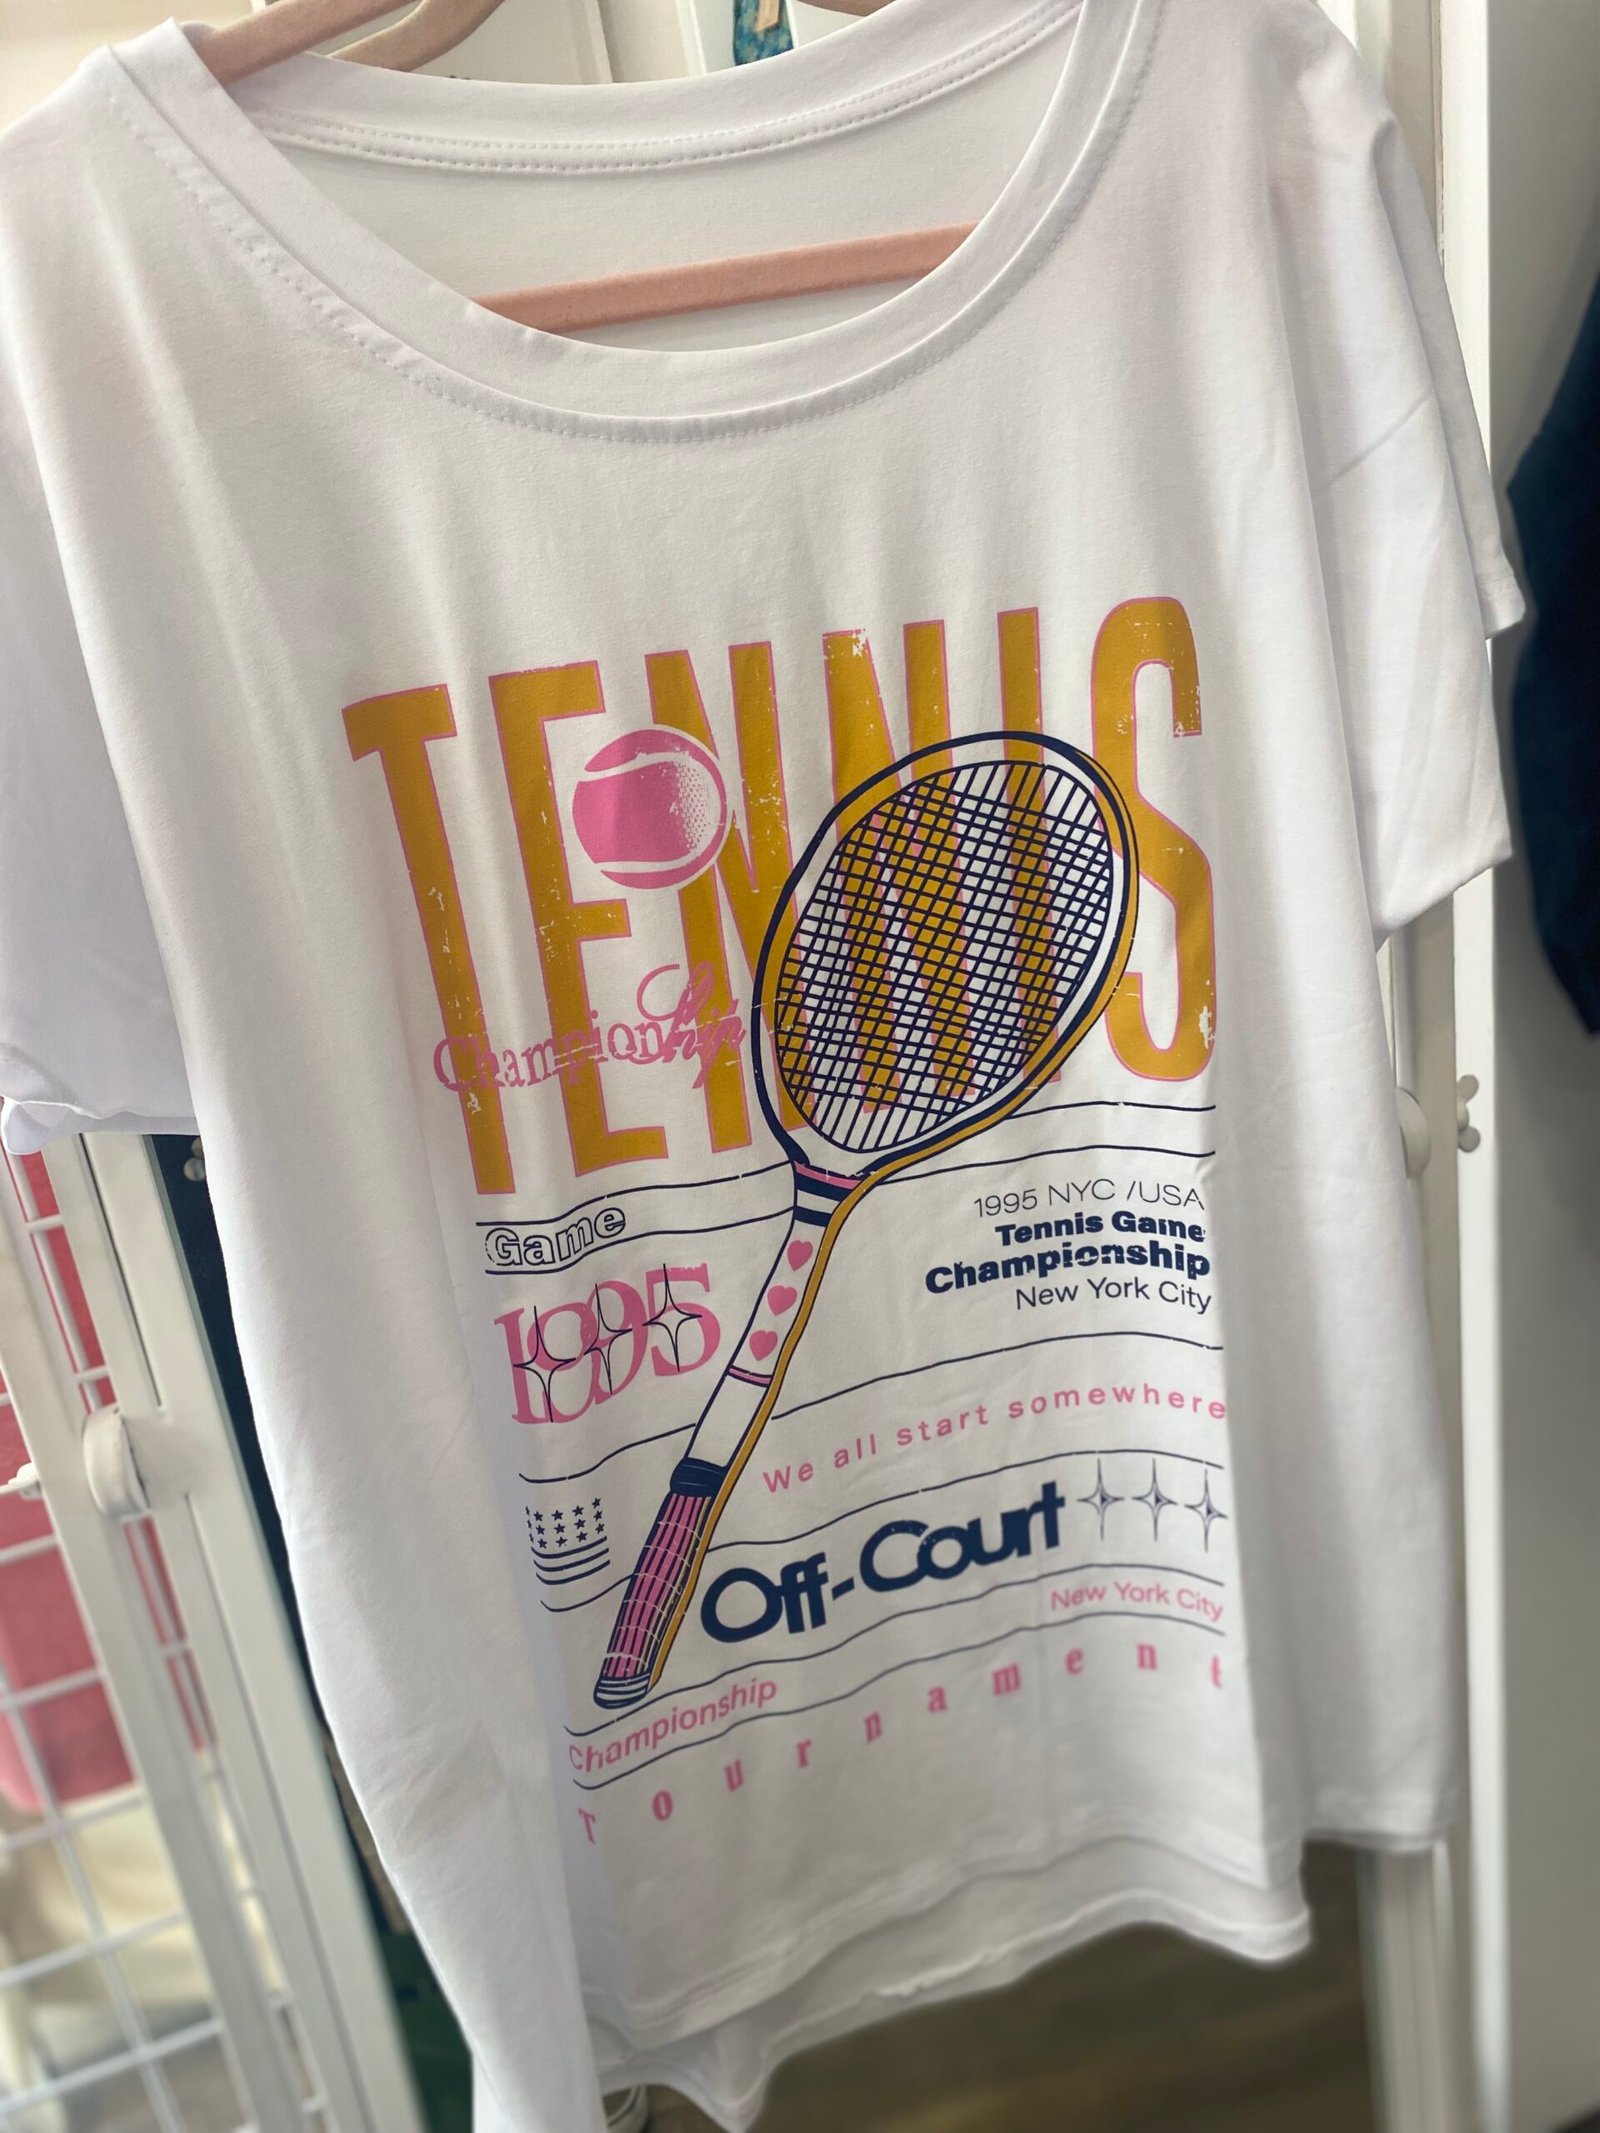 TENNIS
Championship
Game
1995
1995 NYC /USA
Tennis Game
Championship
New York City
We all start somewhere
Off-Court
New York City
Championship
Tournament